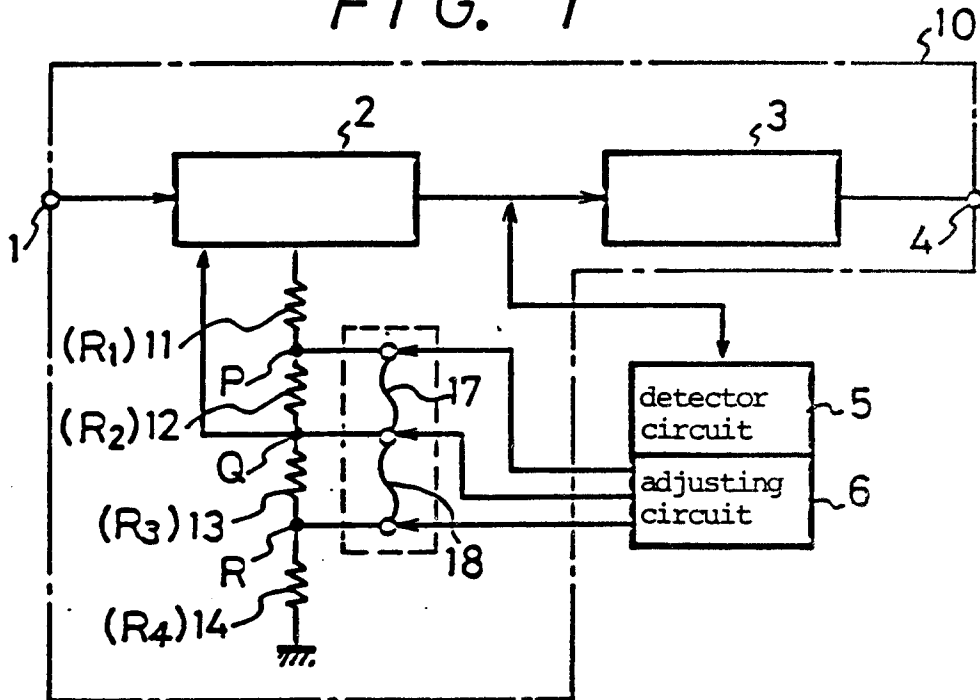 FIG. 1
10
2
3
1
4
(R1) 11
P
17
(R2) 12
detector
circuit
5
Q
adjusting
circuit
6
(R3) 13
R
18
(R4) 14